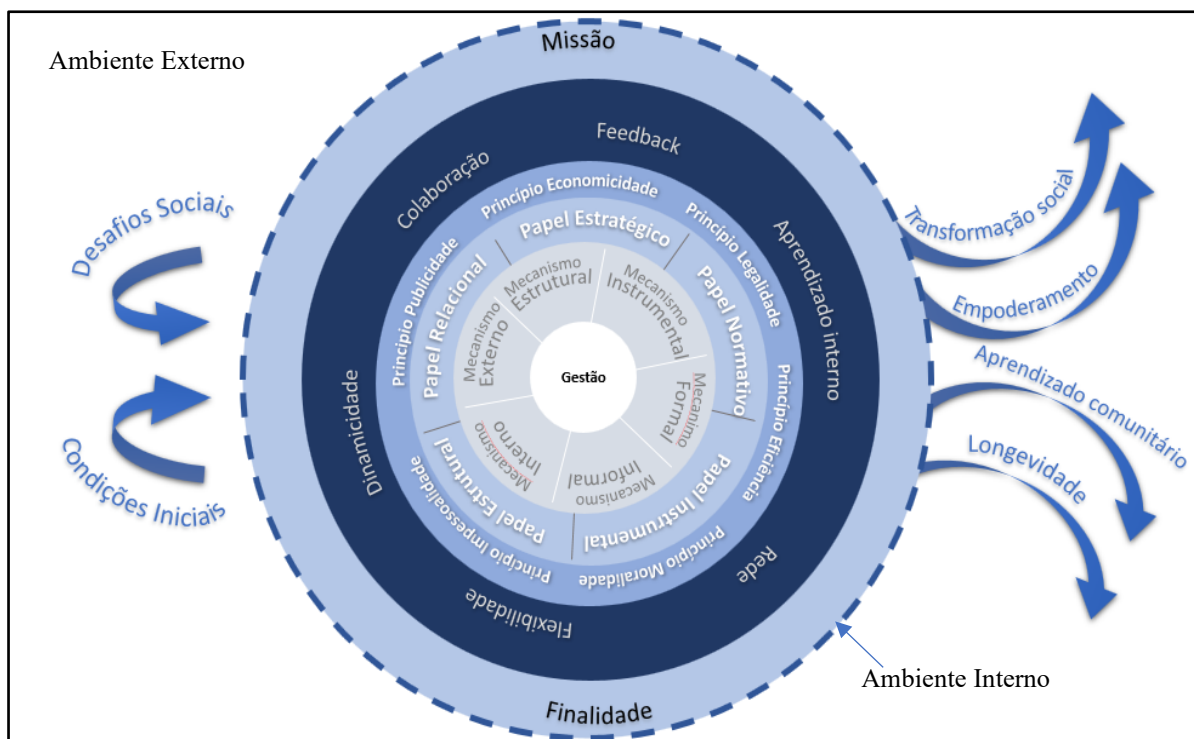 Ambiente Externo
Missão
Feedback
Colaboração
Aprendizado interno
Dinamicidade
Rede
Flexibilidade
Finalidade
Princípio Economicidade
Princípio Legalidade
Princípio Publicidade
Princípio Eficiência
Princípio Impessoalidade
Princípio Moralidade
Papel Estratégico
Papel Normativo
Papel Relacional
Papel Instrumental
Papel Estrutural
Mecanismo
Estrutural
Mecanismo
Instrumental
Mecanismo
Externo
Mecanimo
Formal
Mecanismo
Interno
Mecanismo
Informal
Gestão
Desafios Sociais
Condições Iniciais
Transformação social
Empoderamento
Aprendizado comunitário
Longevidade
Ambiente Interno